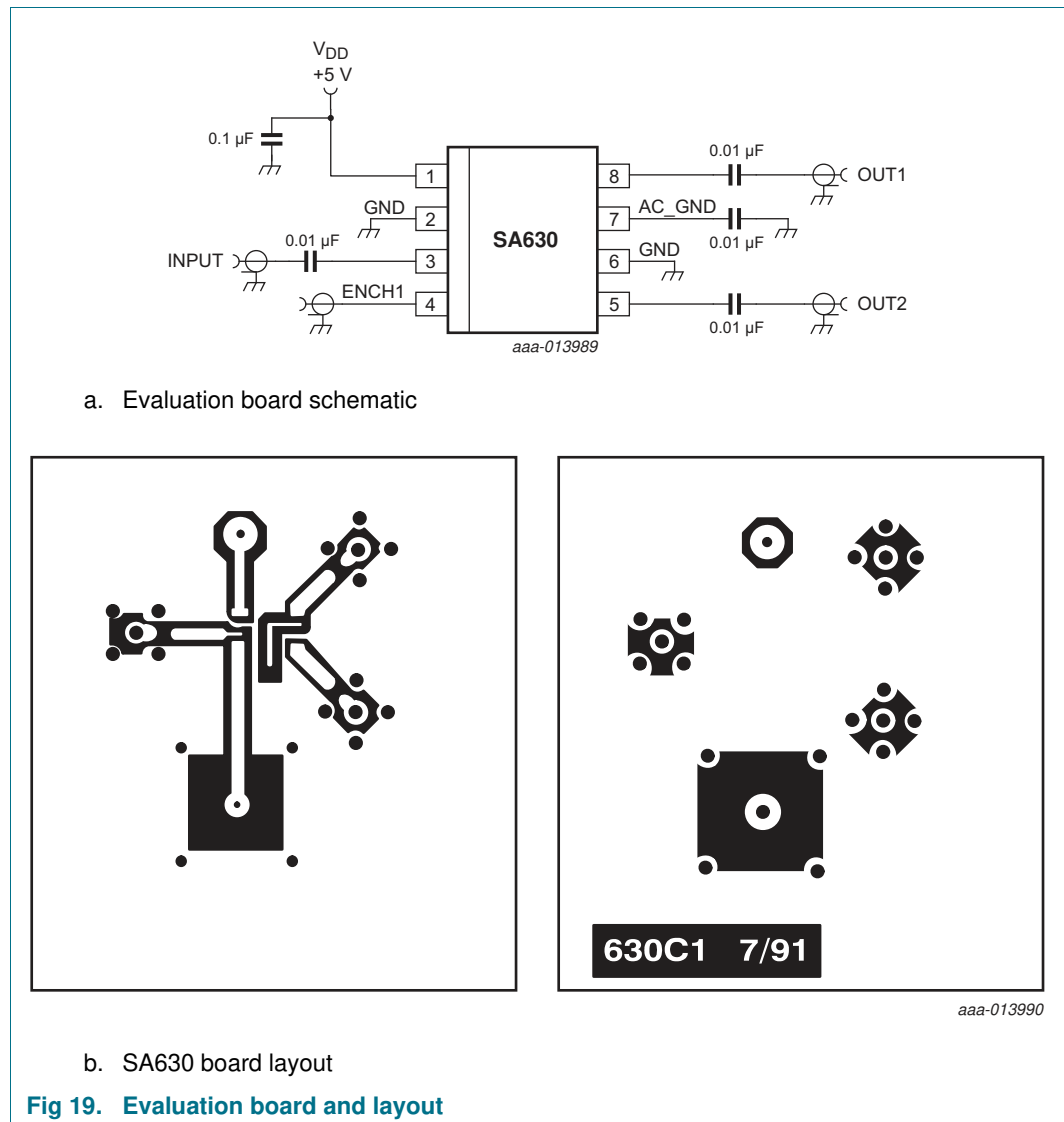 VDD
+5 V
0.1 µF
1
2
3
4
GND
0.01 µF
INPUT
ENCH1
SA630
8
7
6
5
0.01 µF
OUT1
AC_GND
0.01 µF
GND
OUT2
0.01 µF
aaa-013989
a. Evaluation board schematic
630C1 7/91
aaa-013990
b. SA630 board layout
Fig 19. Evaluation board and layout